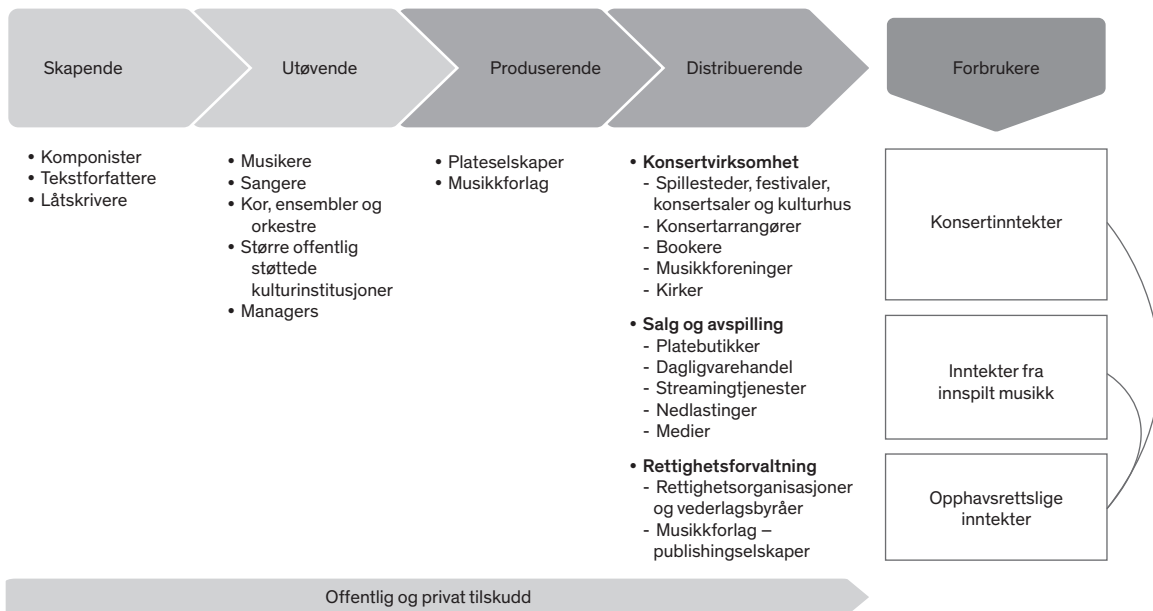 Skapende
Utøvende
Produserende
Distribuerende
Forbrukere
• Komponister
• Tekstforfattere
• Låtskrivere
• Musikere
• Sangere
• Kor, ensembler og
orkestre
• Større offentlig
støttede
kulturinstitusjoner
• Managers
• Plateselskaper
• Musikkforlag
• Konsertvirksomhet
- Spillesteder, festivaler,
konsertsaler og kulturhus
- Konsertarrangører
- Bookere
- Musikkforeninger
- Kirker
• Salg og avspilling
- Platebutikker
- Dagligvarehandel
- Streamingtjenester
- Nedlastinger
- Medier
• Rettighetsforvaltning
- Rettighetsorganisasjoner
og vederlagsbyråer
- Musikkforlag –
publishingselskaper
Konsertinntekter
Inntekter fra
innspilt musikk
Opphavsrettslige
inntekter
Offentlig og privat tilskudd